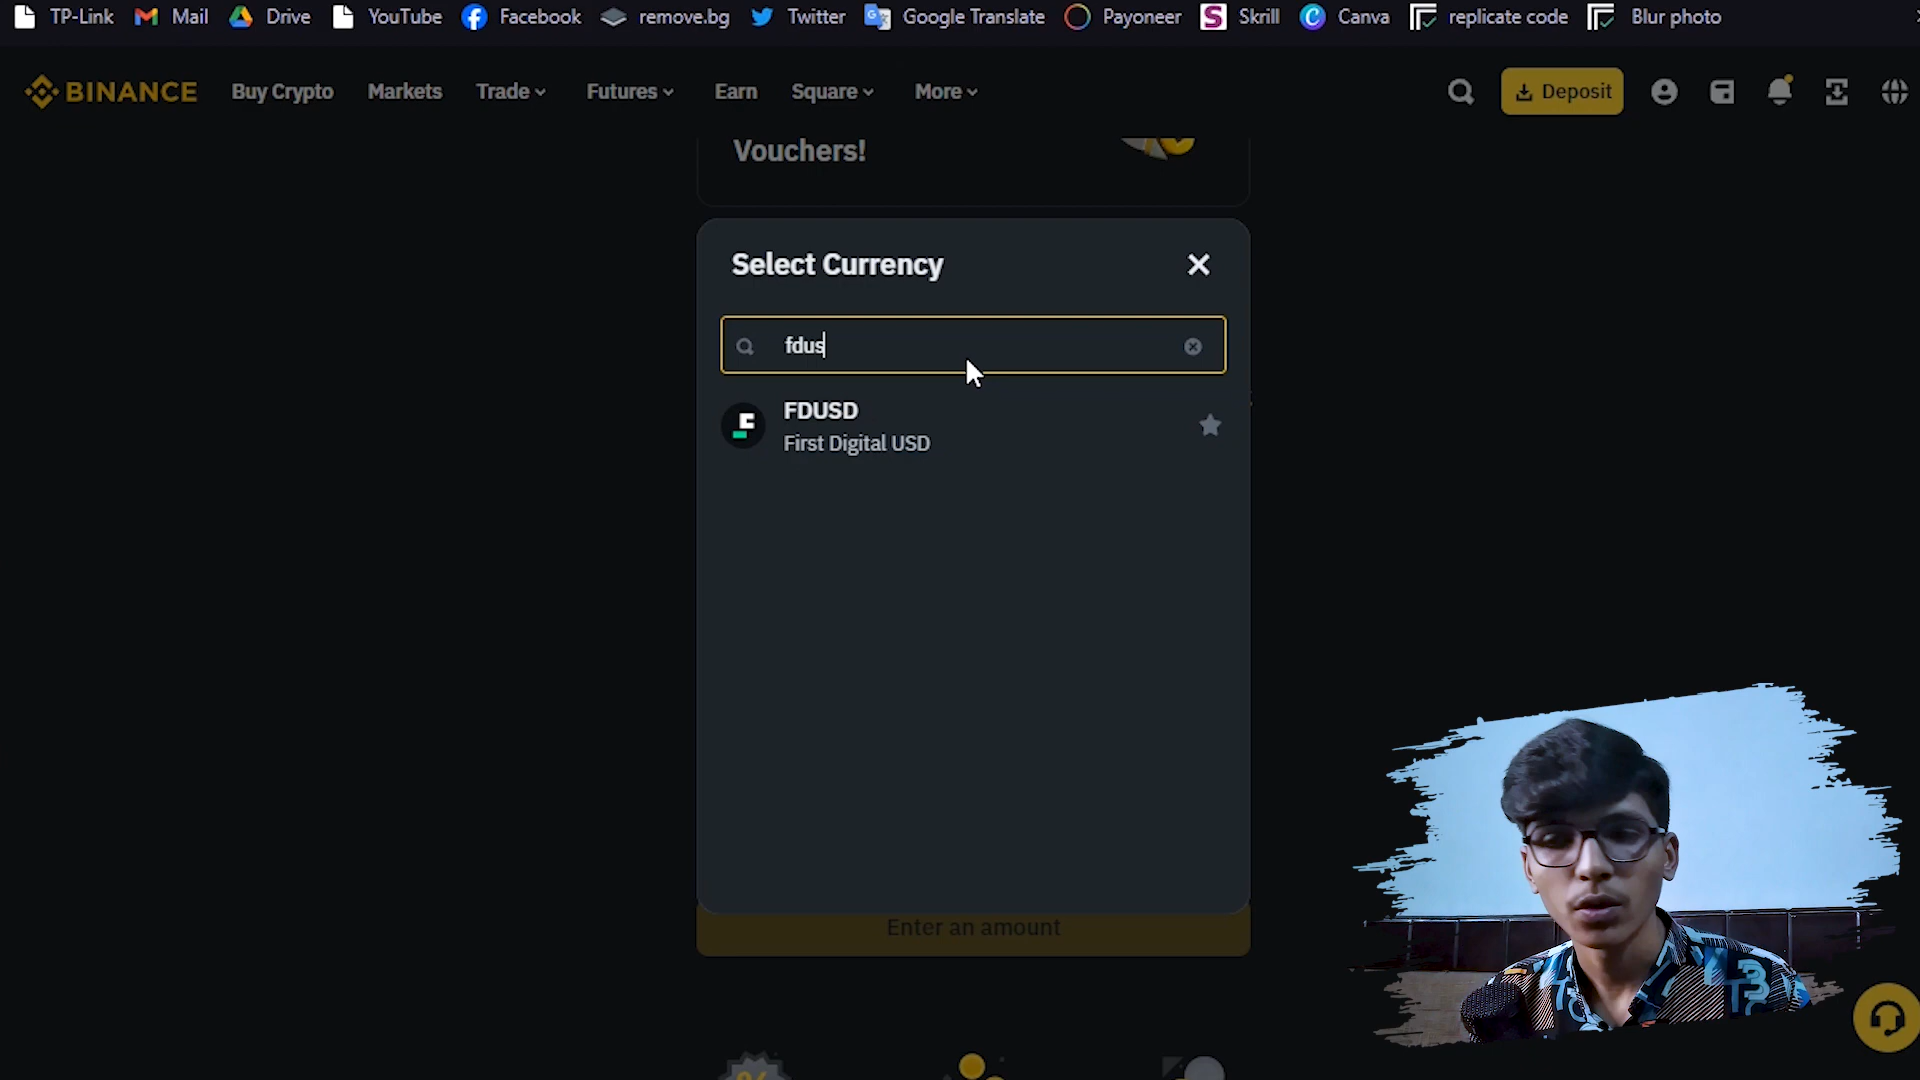 TP-Link Mail Drive YouTube Facebook remove.bg Twitter Google Translate Payoneer Skrill Canva replicate code Blur photo
BINANCE Buy Crypto Markets Trade Futures Earn Square More Deposit
Vouchers!
Select Currency
fdus
FDUSD
First Digital USD
Enter an amount